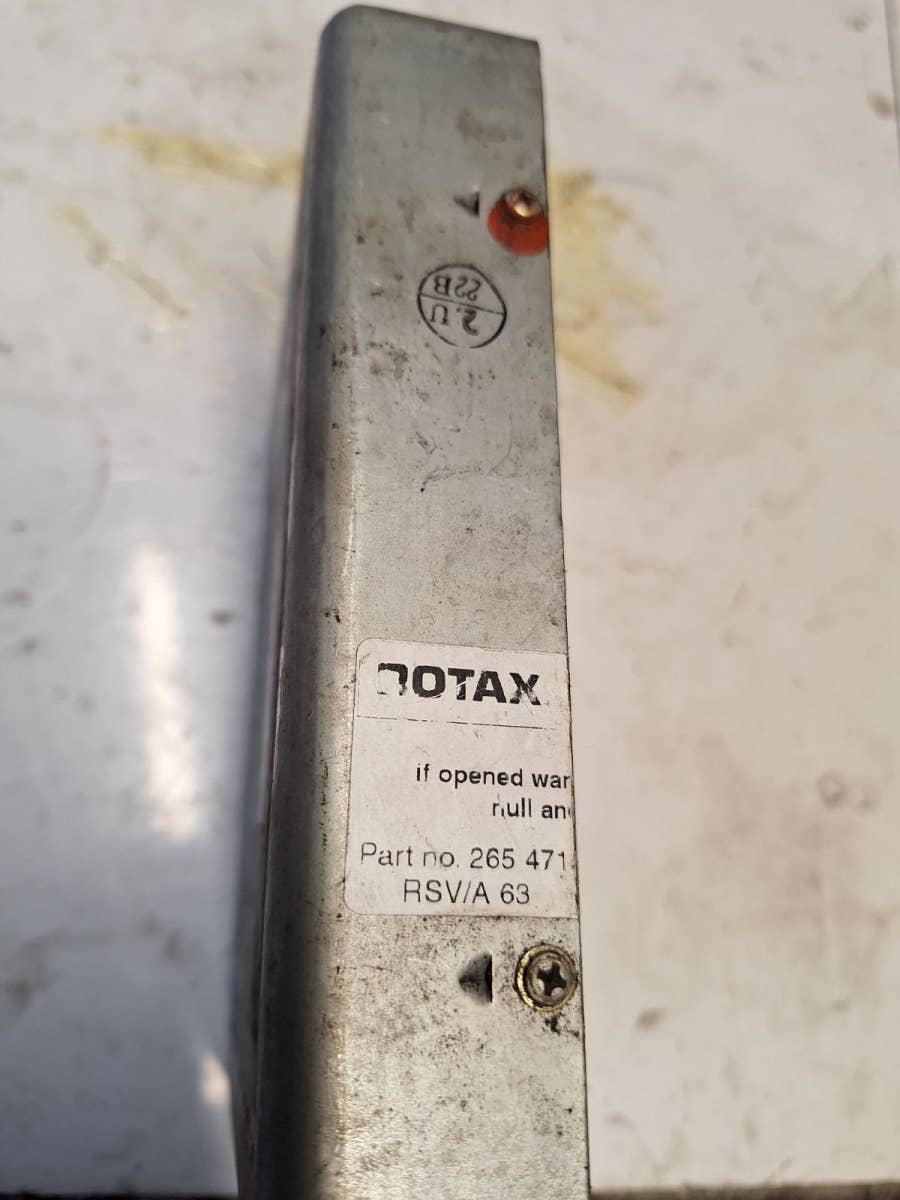 22B
2.U
ROTAX
if opened war
null an
Part no. 265 471
RSV/A 63